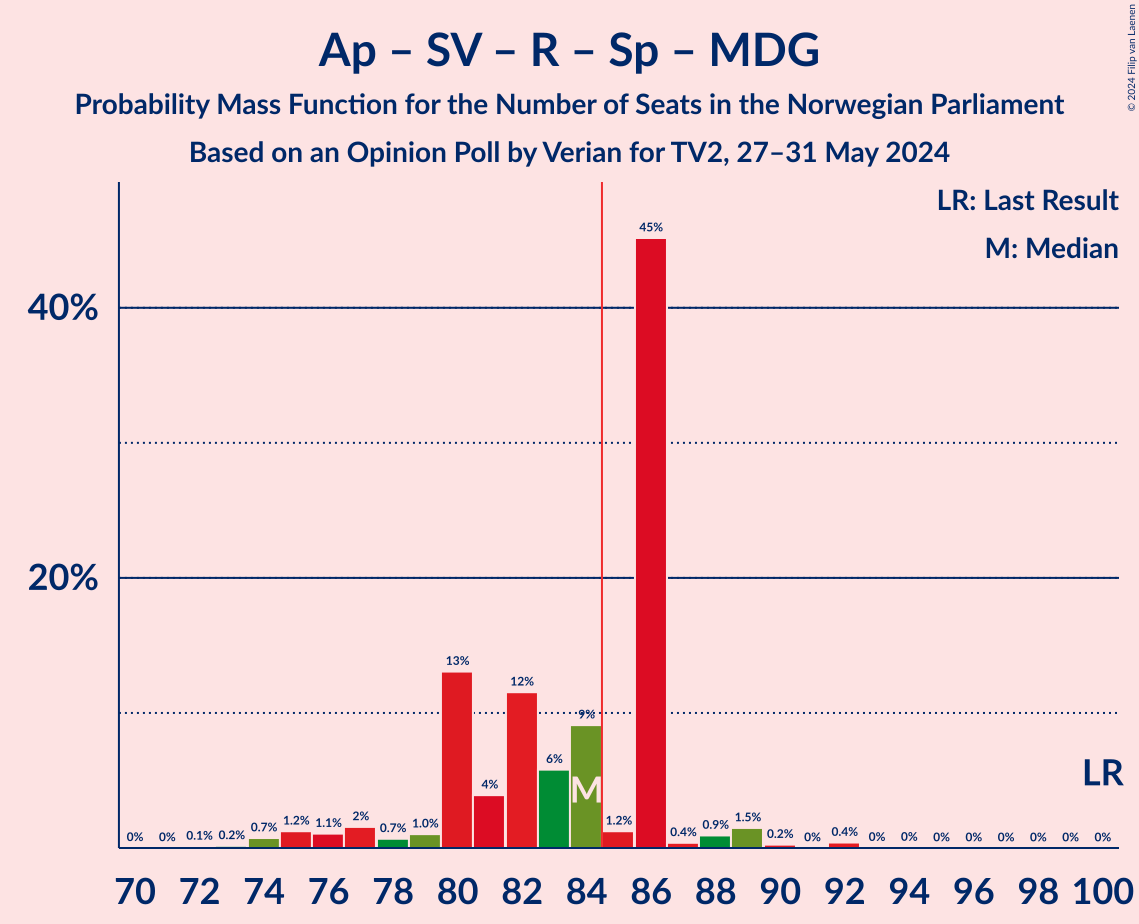 Ap – SV – R – Sp – MDG
Probability Mass Function for the Number of Seats in the Norwegian Parliament
Based on an Opinion Poll by Verian for TV2, 27–31 May 2024
© 2024 Filip van Laenen
LR: Last Result
M: Median
45%
40%
20%
13%
12%
9%
6%
4%
M
LR
0% 0% 0.1% 0.2% 0.7% 1.2% 1.1% 2% 0.7% 1.0% 1.2% 0.4% 0.9% 1.5% 0.2% 0% 0.4% 0% 0% 0% 0% 0% 0% 0% 0%
70 72 74 76 78 80 82 84 86 88 90 92 94 96 98 100